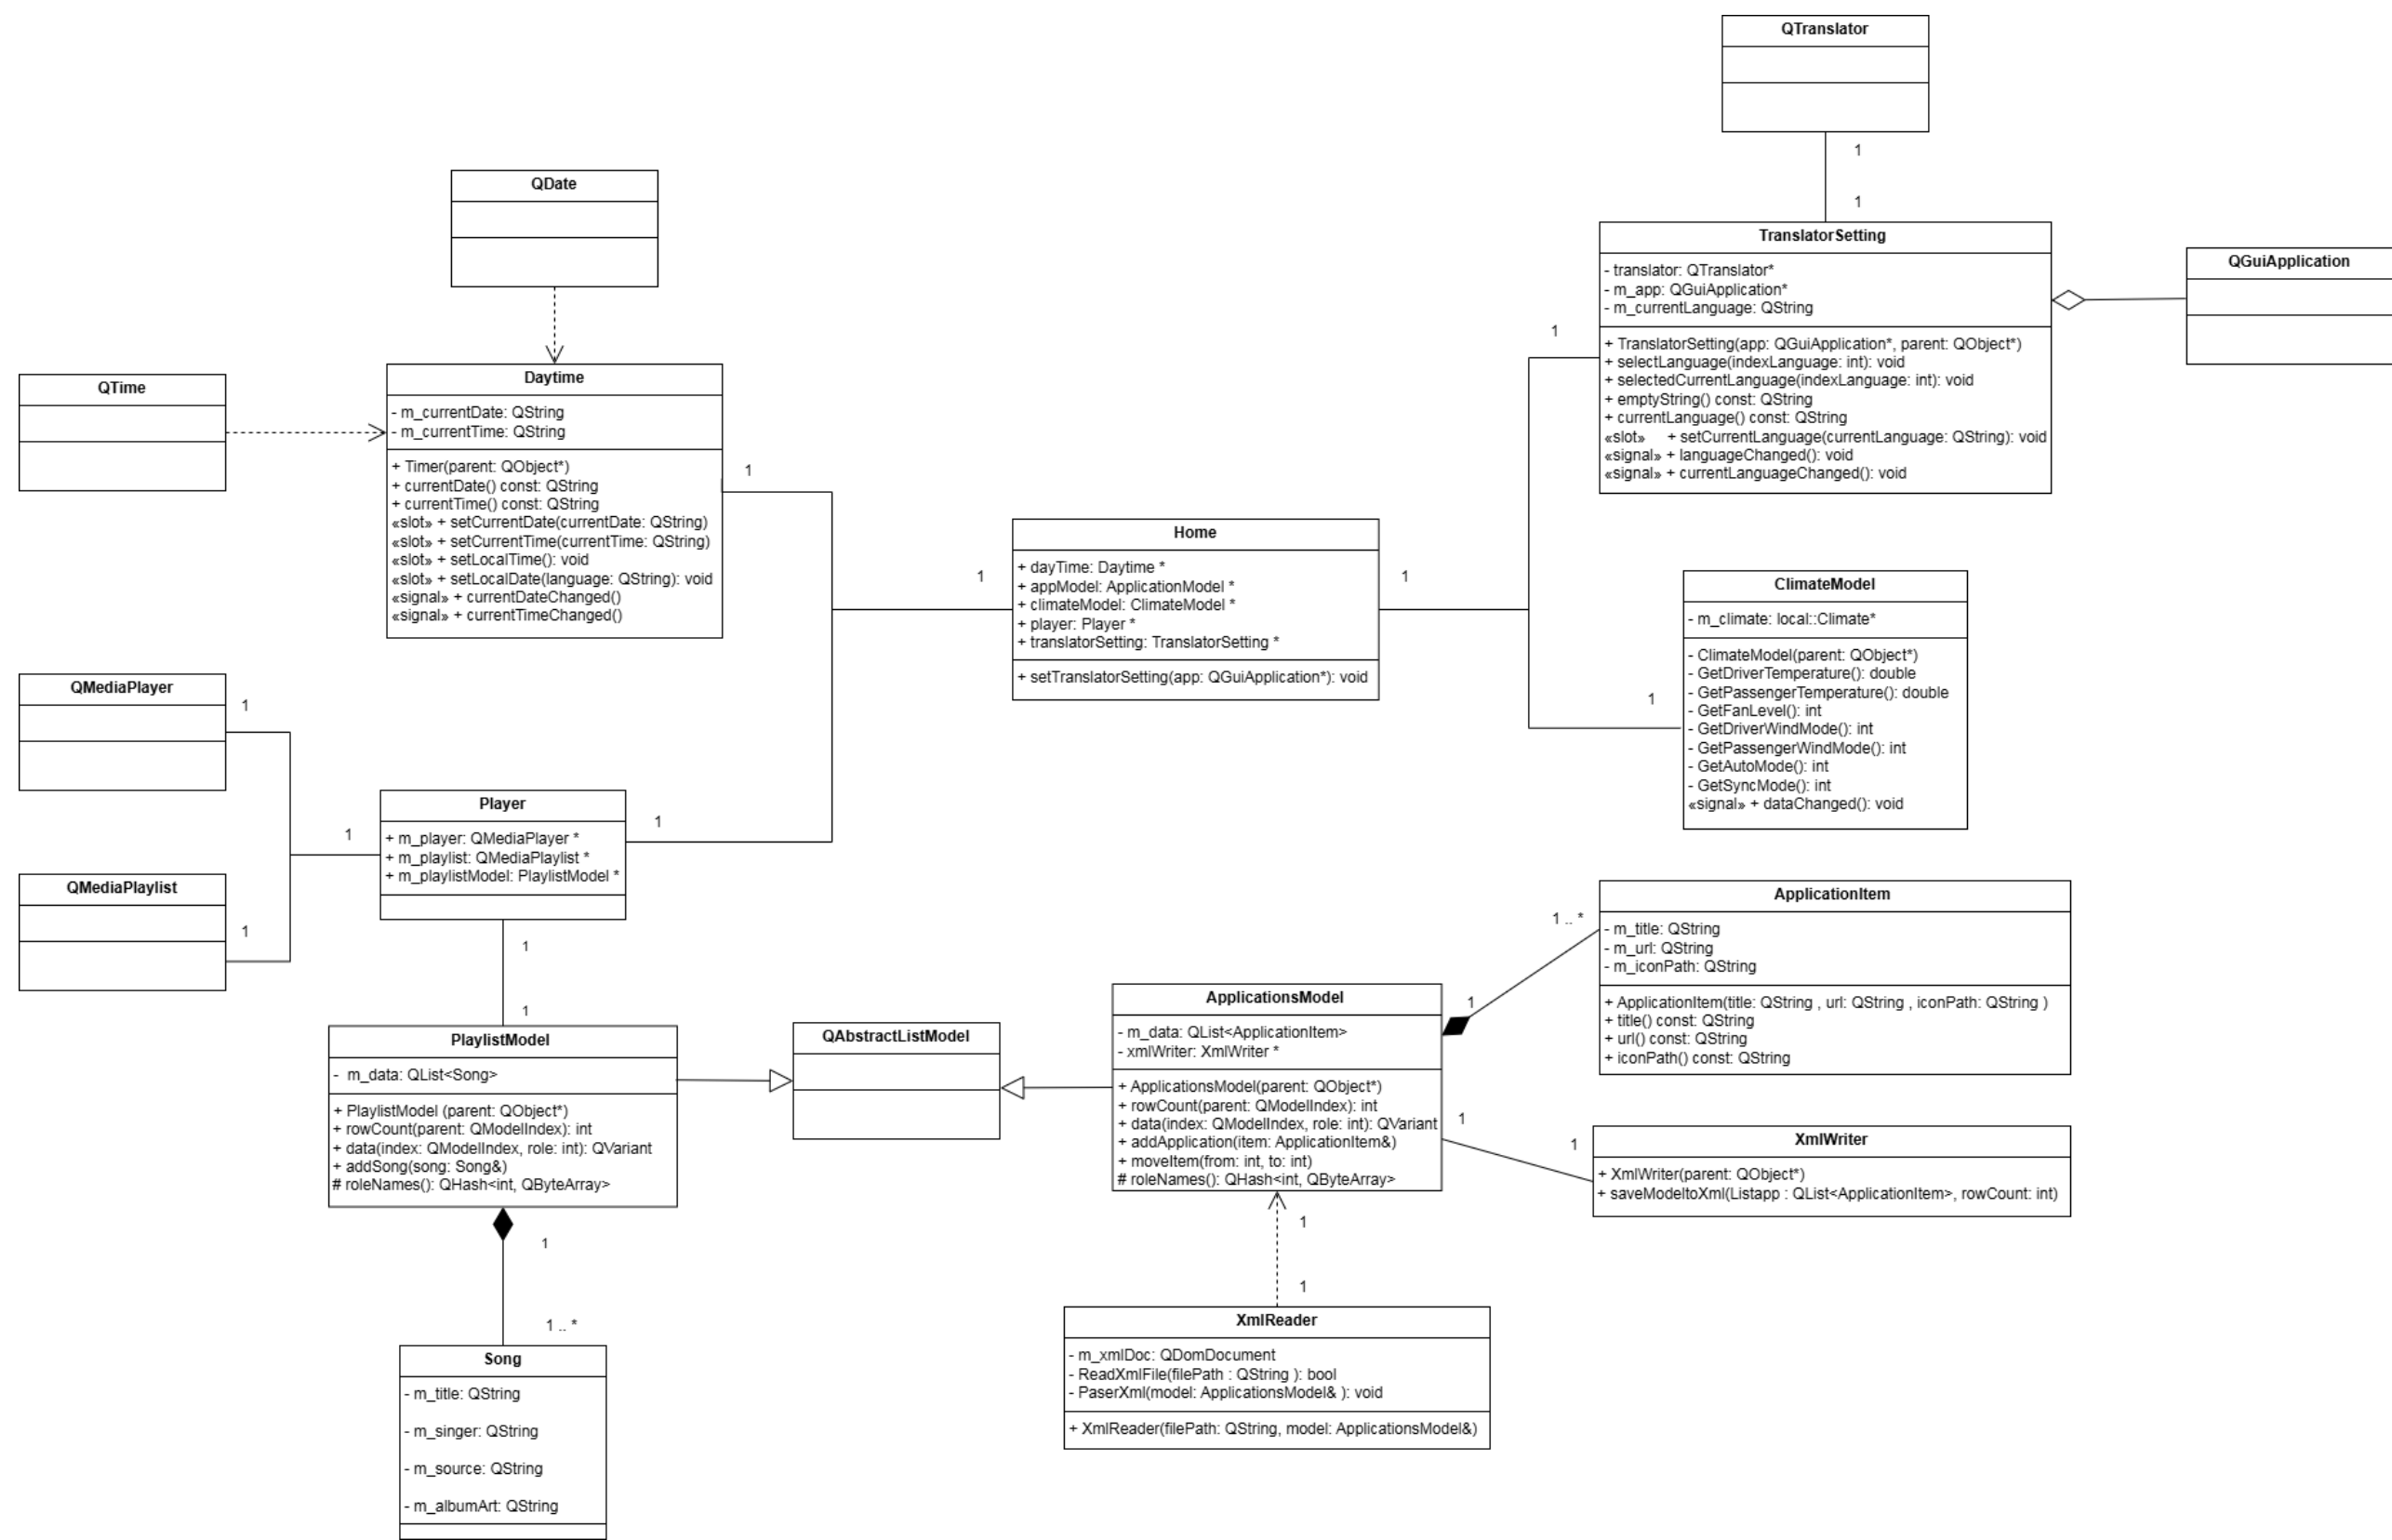 QTranslator
1
1
QDate
TranslatorSetting
- translator: QTranslator*
- m_app: QGuiApplication*
- m_currentLanguage: QString
+ TranslatorSetting(app: QGuiApplication*, parent: QObject*)
+ selectLanguage(indexLanguage: int): void
+ selectedCurrentLanguage(indexLanguage: int): void
+ emptyString() const: QString
+ currentLanguage() const: QString
«slot» + setCurrentLanguage(currentLanguage: QString): void
«signal» + languageChanged(): void
«signal» + currentLanguageChanged(): void
QGuiApplication
1
QTime
Daytime
- m_currentDate: QString
- m_currentTime: QString
+ Timer(parent: QObject*)
+ currentDate() const: QString
+ currentTime() const: QString
«slot» + setCurrentDate(currentDate: QString)
«slot» + setCurrentTime(currentTime: QString)
«slot» + setLocalTime(): void
«slot» + setLocalDate(language: QString): void
«signal» + currentDateChanged()
«signal» + currentTimeChanged()
1
1
Home
+ dayTime: Daytime *
+ appModel: ApplicationModel *
+ climateModel: ClimateModel *
+ player: Player *
+ translatorSetting: TranslatorSetting *
+ setTranslatorSetting(app: QGuiApplication*): void
1
1
ClimateModel
- m_climate: local::Climate*
- ClimateModel(parent: QObject*)
- GetDriverTemperature(): double
- GetPassengerTemperature(): double
- GetFanLevel(): int
- GetDriverWindMode(): int
- GetPassengerWindMode(): int
- GetAutoMode(): int
- GetSyncMode(): int
«signal» + dataChanged(): void
QMediaPlayer
1
QMediaPlaylist
1
1
Player
+ m_player: QMediaPlayer *
+ m_playlist: QMediaPlaylist *
+ m_playlistModel: PlaylistModel *
1
1
1
PlaylistModel
- m_data: QList<Song>
+ PlaylistModel (parent: QObject*)
+ rowCount(parent: QModelIndex): int
+ data(index: QModelIndex, role: int): QVariant
+ addSong(song: Song&)
# roleNames(): QHash<int, QByteArray>
1
1 .. *
Song
- m_title: QString
- m_singer: QString
- m_source: QString
- m_albumArt: QString
QAbstractListModel
ApplicationsModel
- m_data: QList<ApplicationItem>
- xmlWriter: XmlWriter *
+ ApplicationsModel(parent: QObject*)
+ rowCount(parent: QModelIndex): int
+ data(index: QModelIndex, role: int): QVariant
+ addApplication(item: ApplicationItem&)
+ moveItem(from: int, to: int)
# roleNames(): QHash<int, QByteArray>
1
1 .. *
ApplicationItem
- m_title: QString
- m_url: QString
- m_iconPath: QString
+ ApplicationItem(title: QString , url: QString , iconPath: QString )
+ title() const: QString
+ url() const: QString
+ iconPath() const: QString
1
1
XmlWriter
+ XmlWriter(parent: QObject*)
+ saveModeltoXml(Listapp : QList<ApplicationItem>, rowCount: int)
1
1
XmlReader
- m_xmlDoc: QDomDocument
- ReadXmlFile(filePath : QString ): bool
- PaserXml(model: ApplicationsModel& ): void
+ XmlReader(filePath: QString, model: ApplicationsModel&)